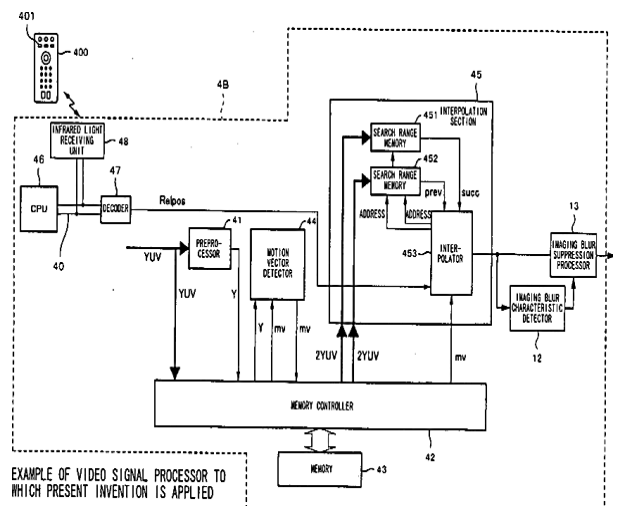 401
400
4B
45
INTERPOLATION
SECTION
451
SEARCH RANGE
MEMORY
452
SEARCH RANGE
MEMORY
prev
succ
ADDRESS
ADDRESS
INFRARED LIGHT
RECEIVING
UNIT
48
46
CPU
47
DECODER
Relpos
40
41
PREPRO-
CESSOR
44
MOTION
VECTOR
DETECTOR
453
INTER-
POLATOR
13
IMAGING BLUR
SUPPRESSION
PROCESSOR
IMAGING BLUR
CHARACTERISTIC
DETECTOR
12
YUV
YUV
Y
Y
mv
mv
2YUV
2YUV
mv
MEMORY CONTROLLER
42
MEMORY
43
EXAMPLE OF VIDEO SIGNAL PROCESSOR TO
WHICH PRESENT INVENTION IS APPLIED